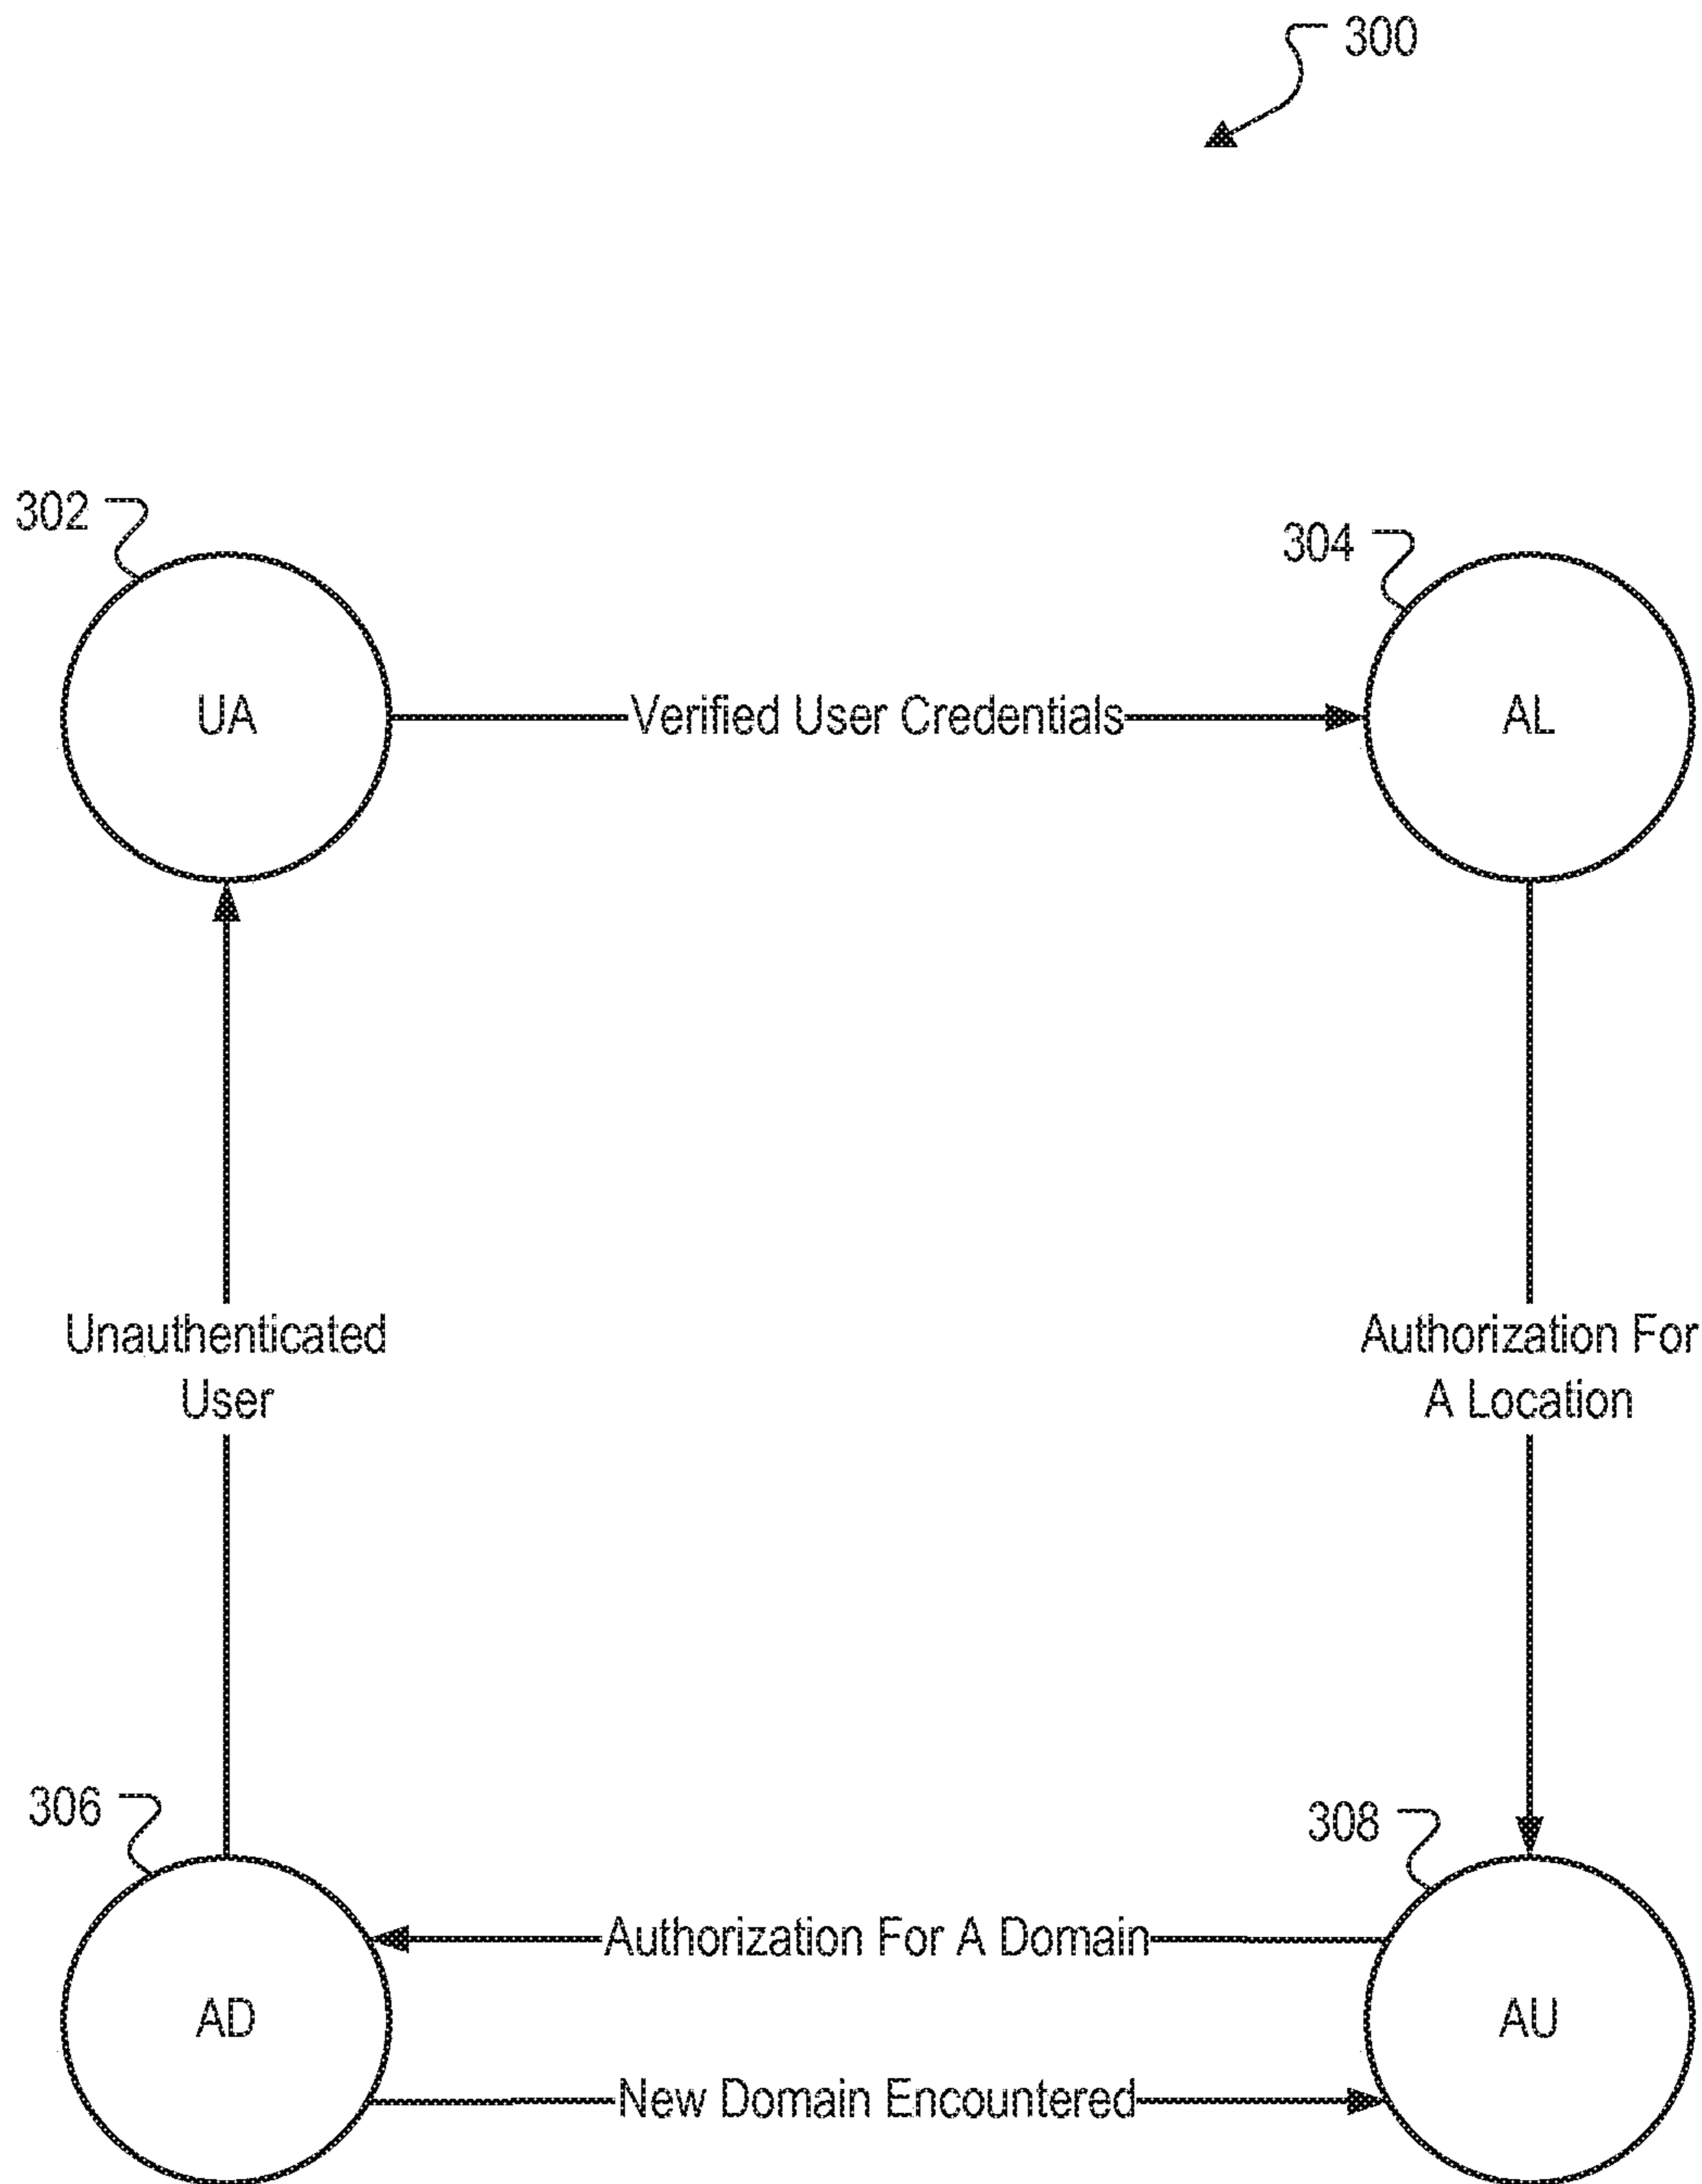 300
302
304
UA
Verified User Credentials
AL
Unauthenticated
User
Authorization For
A Location
306
308
Authorization For A Domain
AD
AU
New Domain Encountered